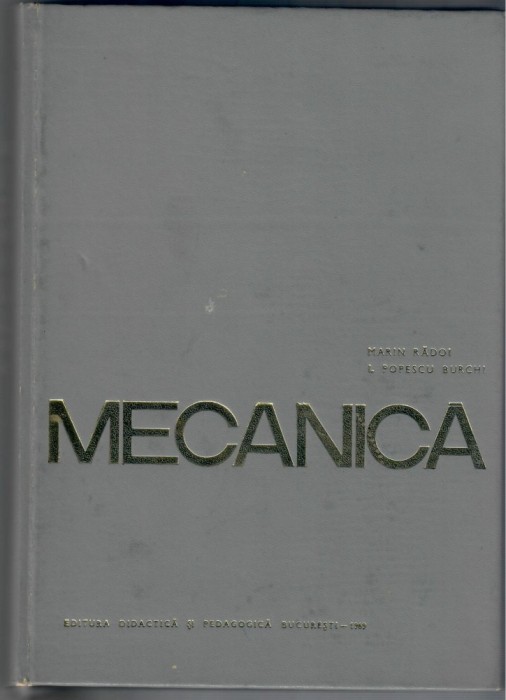 MARIN RĂDOI
POPESCU BURCHI
MECANICA
EDITURA DIDACTICĂ ȘI PEDAGOGICĂ BUCUREȘTI —